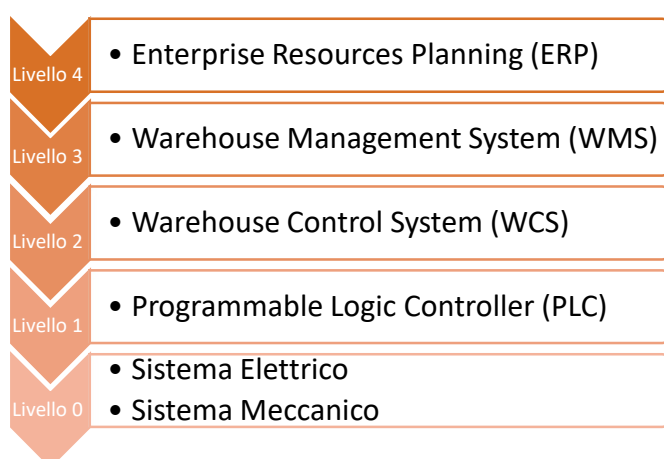 Livello 4
• Enterprise Resources Planning (ERP)
Livello 3
• Warehouse Management System (WMS)
Livello 2
• Warehouse Control System (WCS)
Livello 1
• Programmable Logic Controller (PLC)
Livello 0
• Sistema Elettrico
• Sistema Meccanico